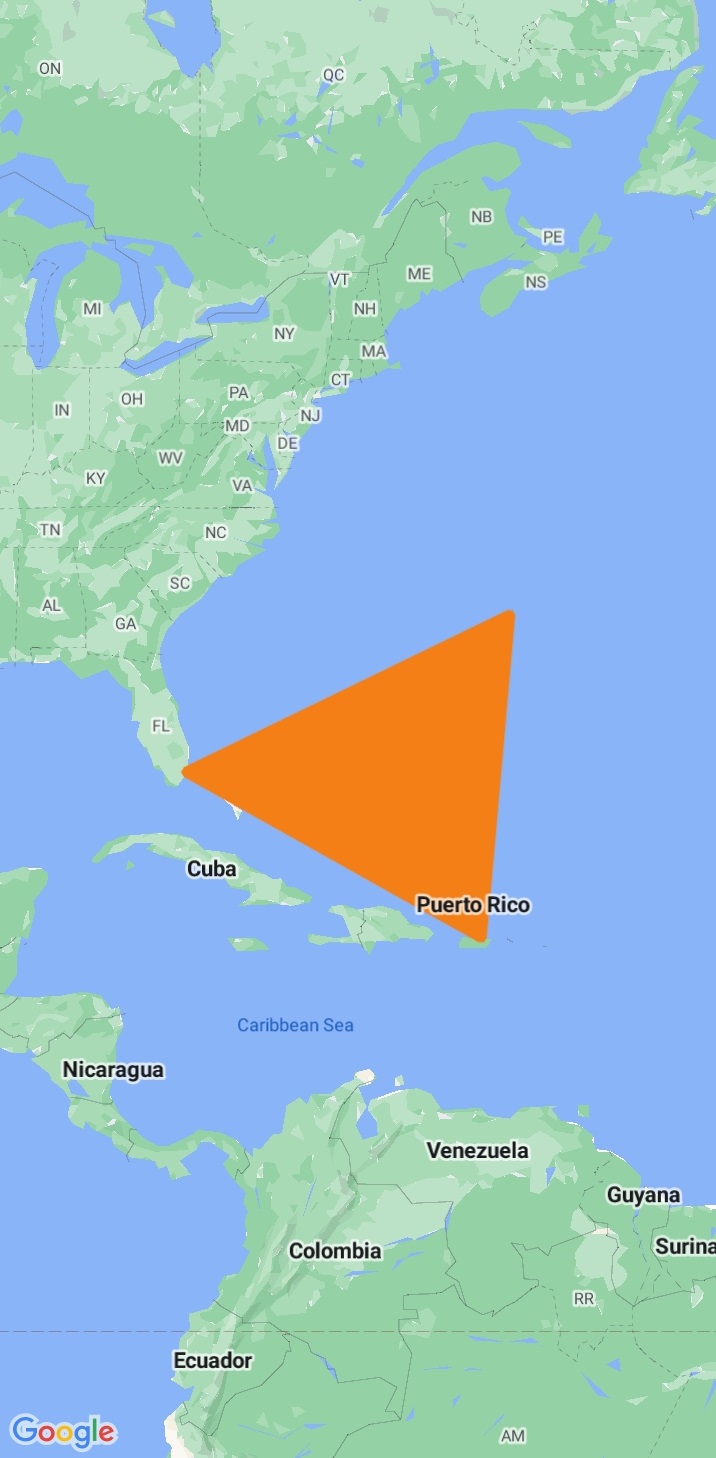 ON
QC
NB
PE
VT
ME
NS
MI
NH
NY
MA
CT
PA
OH
IN
NJ
MD
DE
WV
KY
VA
TN
NC
SC
AL
GA
FL
Cuba
Puerto Rico
Caribbean Sea
Nicaragua
Venezuela
Guyana
Surina
Colombia
RR
Ecuador
Google
AM